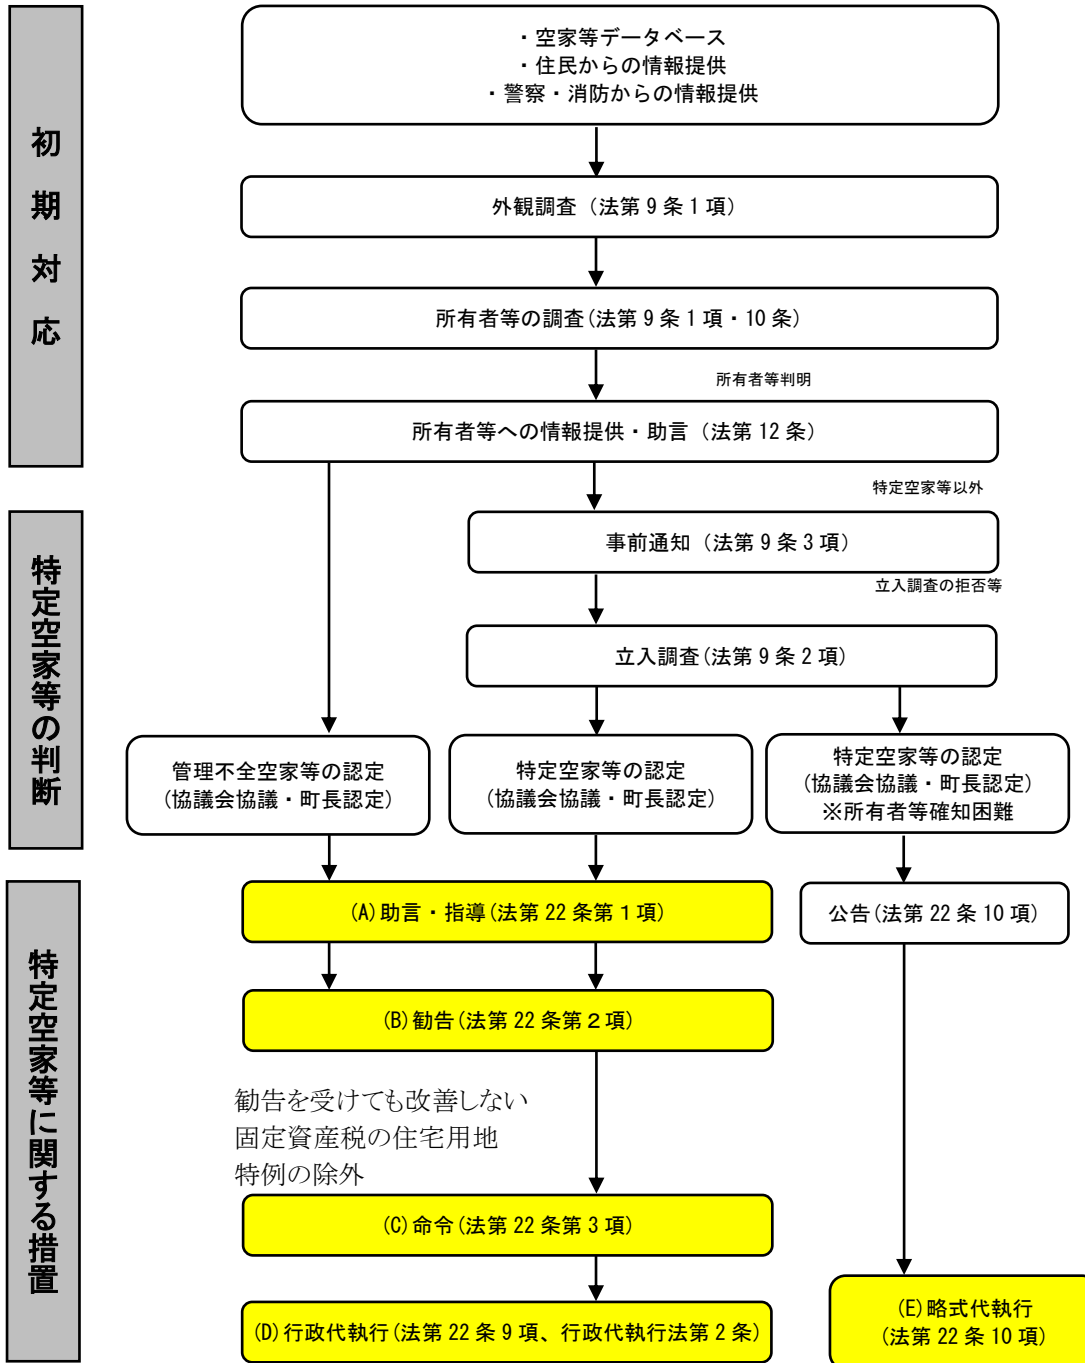 初期対応
・空家等データベース
・住民からの情報提供
・警察・消防からの情報提供
外観調査（法第9条1項）
所有者等の調査(法第9条1項・10条)
所有者等判明
所有者等への情報提供・助言（法第12条）
特定空家等以外
特定空家等の判断
事前通知（法第9条3項）
立入調査の拒否等
立入調査(法第9条2項)
管理不全空家等の認定
(協議会協議・町長認定)
特定空家等の認定
(協議会協議・町長認定)
特定空家等の認定
(協議会協議・町長認定)
※所有者等確知困難
特定空家等に関する措置
(A)助言・指導(法第22条第１項)
公告(法第22条10項)
(B)勧告(法第22条第２項)
勧告を受けても改善しない
固定資産税の住宅用地
特例の除外
(C)命令(法第22条第3項)
(D)行政代執行(法第22条9項、行政代執行法第2条)
(E)略式代執行
(法第22条10項)